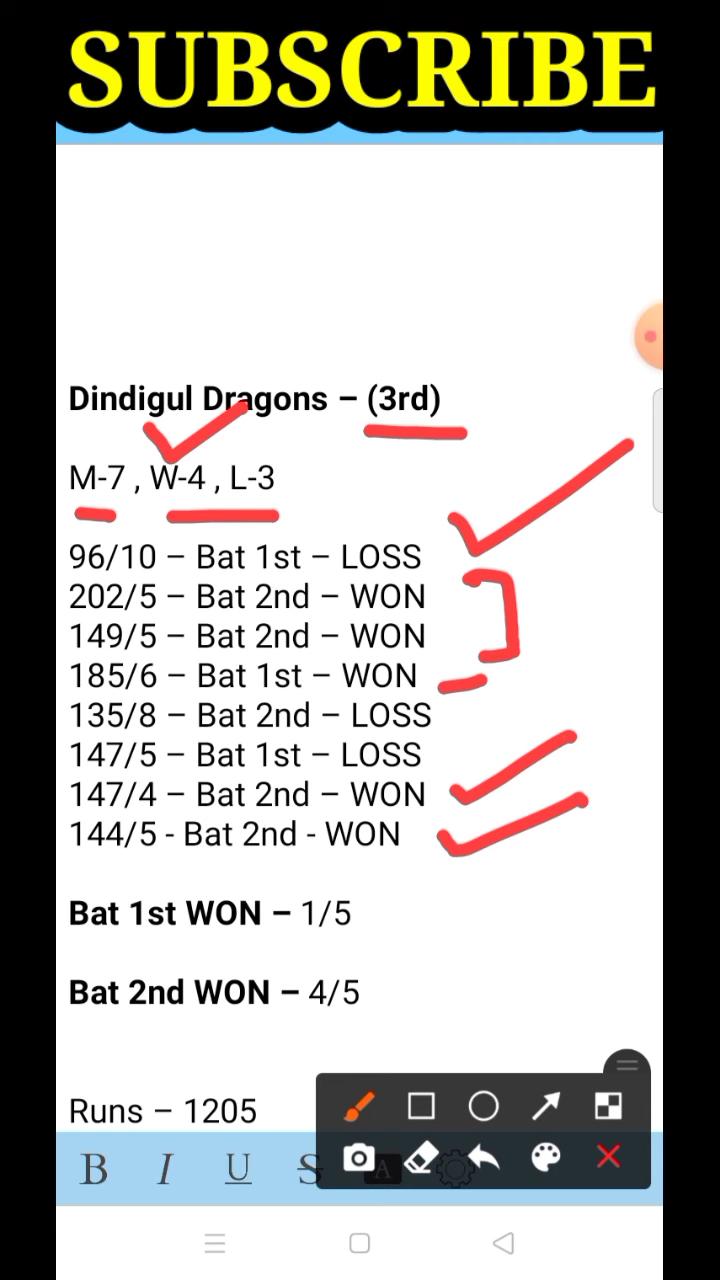 SUBSCRIBE
Dindigul Dragons – (3rd)
M-7 , W-4 , L-3
96/10 – Bat 1st – LOSS
202/5 – Bat 2nd – WON
149/5 – Bat 2nd – WON
185/6 – Bat 1st – WON
135/8 – Bat 2nd – LOSS
147/5 – Bat 1st – LOSS
147/4 – Bat 2nd – WON
144/5 - Bat 2nd - WON
Bat 1st WON – 1/5
Bat 2nd WON – 4/5
Runs – 1205
B I U S A